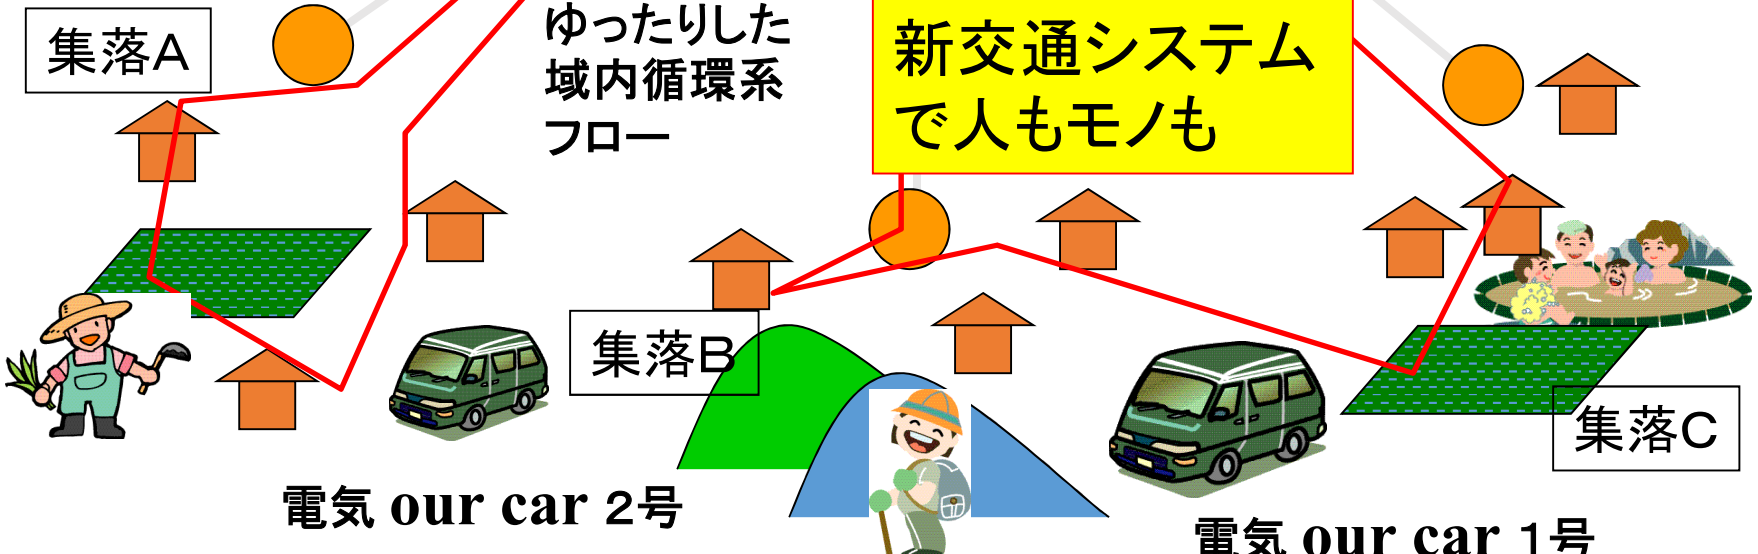 集落A
ゆったりした
域内循環系
フロー
新交通システム
で人もモノも
集落B
集落C
電気 our car 2号
電気 our car 1号